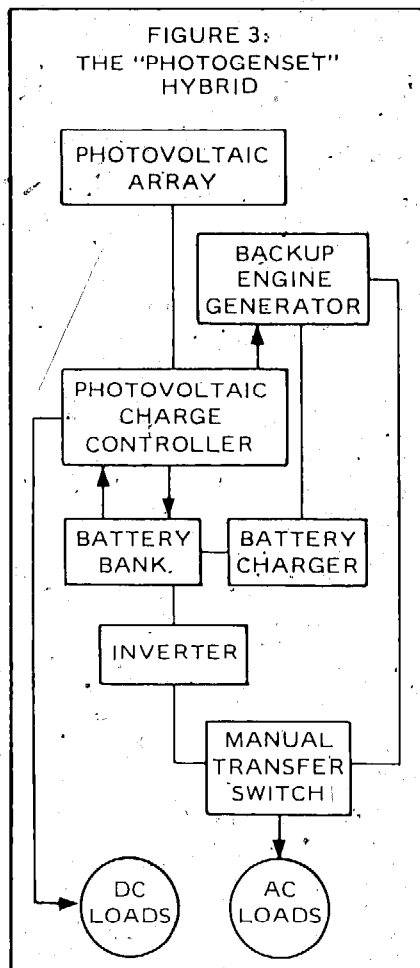 FIGURE 3:
THE "PHOTOGENSET"
HYBRID
PHOTOVOLTAIC
ARRAY
BACKUP
ENGINE
GENERATOR
PHOTOVOLTAIC
CHARGE
CONTROLLER
BATTERY
BANK
BATTERY
CHARGER
INVERTER
MANUAL
TRANSFER
SWITCH
DC
LOADS
AC
LOADS